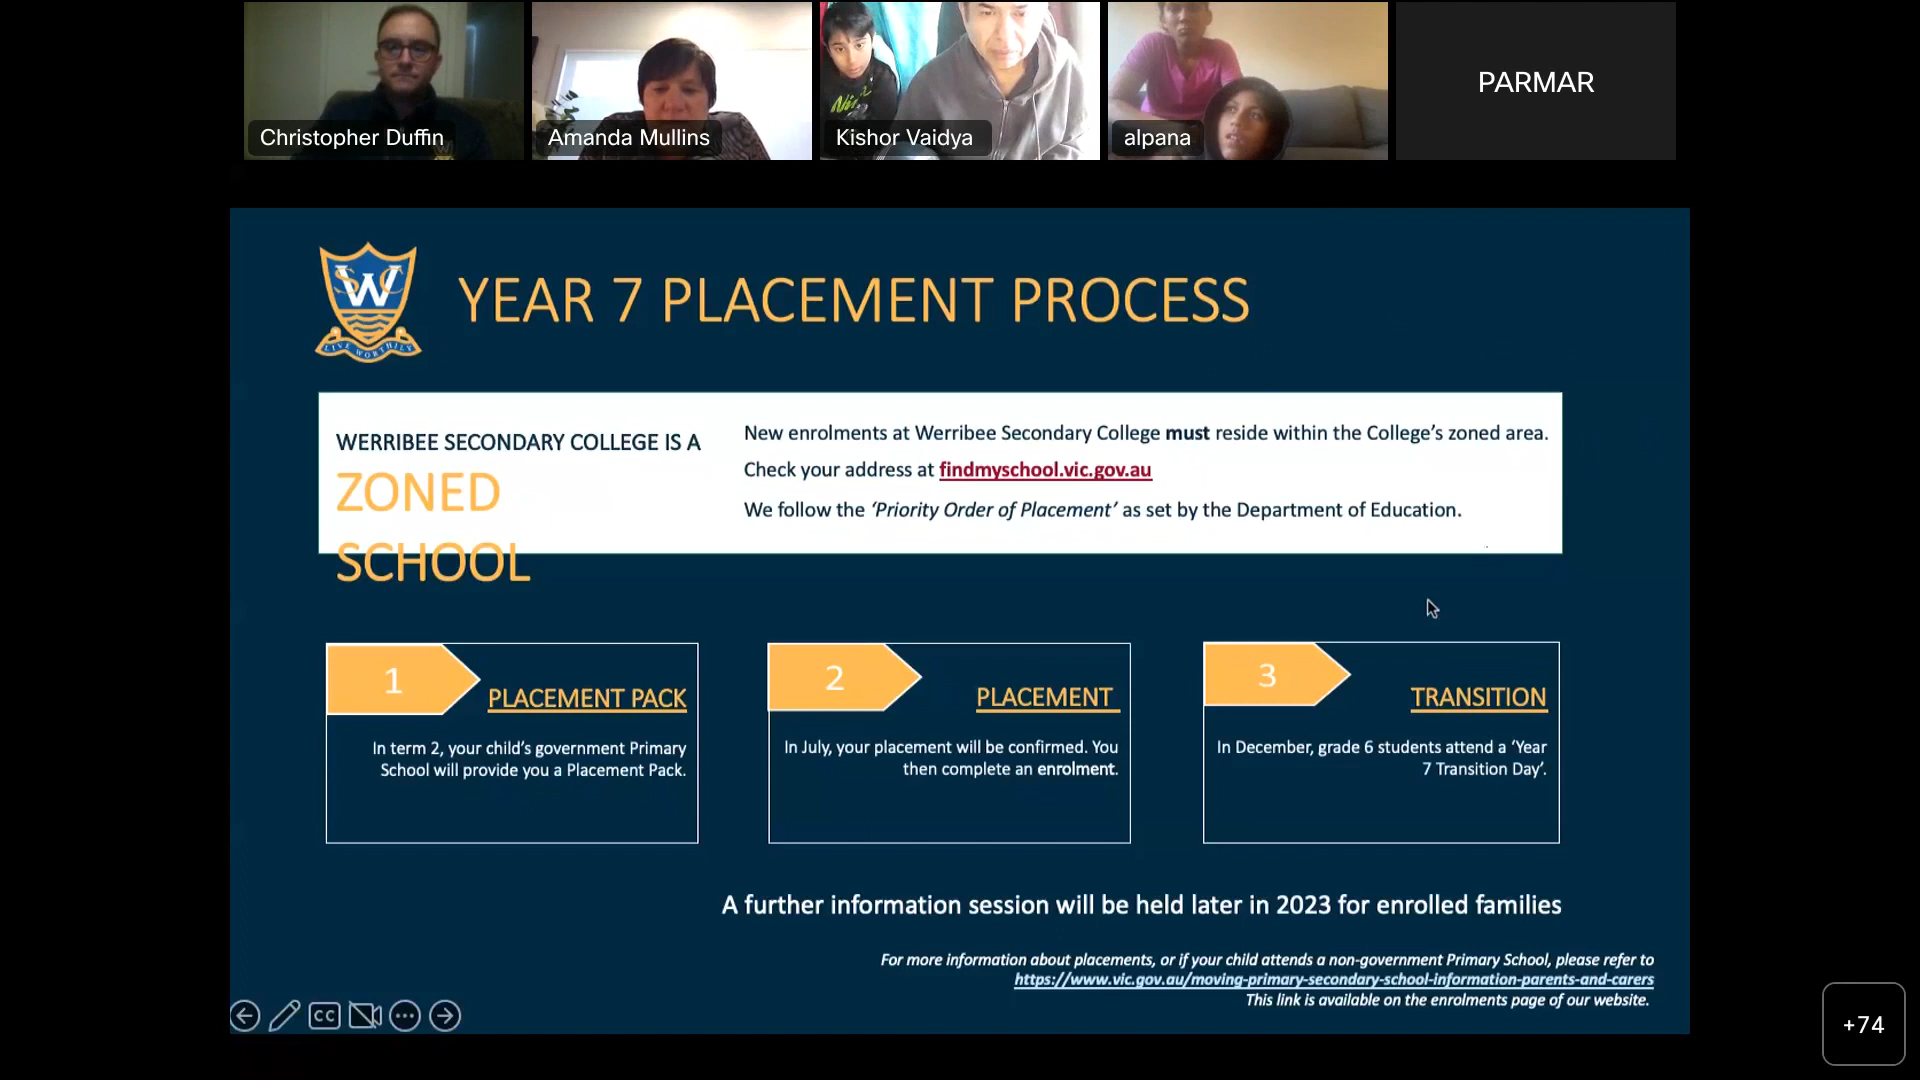 Christopher Duffin
Amanda Mullins
Kishor Vaidya
alpana
PARMAR
W
S C
LIVE WORTHILY
YEAR 7 PLACEMENT PROCESS
WERRIBEE SECONDARY COLLEGE IS A
ZONED
SCHOOL
New enrolments at Werribee Secondary College must reside within the College’s zoned area.
Check your address at findmyschool.vic.gov.au
We follow the ‘Priority Order of Placement’ as set by the Department of Education.
1
PLACEMENT PACK
In term 2, your child’s government Primary
School will provide you a Placement Pack.
2
PLACEMENT
In July, your placement will be confirmed. You
then complete an enrolment.
3
TRANSITION
In December, grade 6 students attend a ‘Year
7 Transition Day’.
A further information session will be held later in 2023 for enrolled families
For more information about placements, or if your child attends a non-government Primary School, please refer to
https://www.vic.gov.au/moving-primary-secondary-school-information-parents-and-carers
This link is available on the enrolments page of our website.
CC
+74